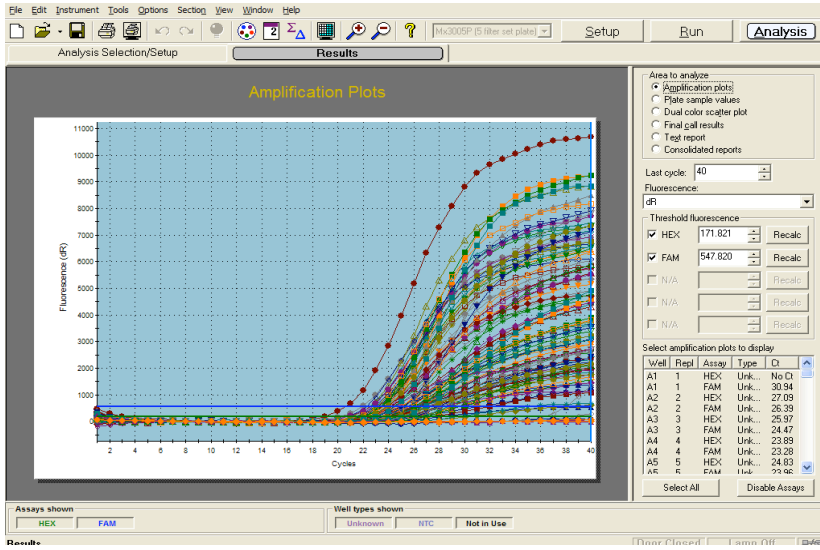 File Edit Instrument Tools Options Section View Window Help
2 Σ Δ ? Mx3005P (5 filter set plate) Setup Run Analysis
Analysis Selection/Setup Results
Amplification Plots
Fluorescence (dR)
11000
10000
9000
8000
7000
6000
5000
4000
3000
2000
1000
0
2 4 6 8 10 12 14 16 18 20 22 24 26 28 30 32 34 36 38 40
Cycles
Area to analyze
Amplification plots
Plate sample values
Dual color scatter plot
Final call results
Text report
Consolidated reports
Last cycle: 40
Fluorescence:
dR
Threshold fluorescence
HEX 171.821 Recalc
FAM 547.820 Recalc
N/A Recalc
N/A Recalc
N/A Recalc
Select amplification plots to display
Well Repl Assay Type Ct
A1 1 HEX Unk... No Ct
A1 1 FAM Unk... 30.94
A2 2 HEX Unk... 27.09
A2 2 FAM Unk... 26.39
A3 3 HEX Unk... 25.97
A3 3 FAM Unk... 24.47
A4 4 HEX Unk... 23.89
A4 4 FAM Unk... 23.28
A5 5 HEX Unk... 24.83
A5 5 FAM Unk... 23.96
Select All Disable Assays
Assays shown
HEX FAM
Well types shown
Unknown NTC Not in Use
Results Door Closed Lamp Off